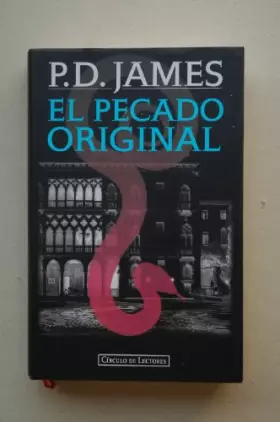 P.D. JAMES
EL PECADO
ORIGINAL
CÍRCULO DE LECTORES